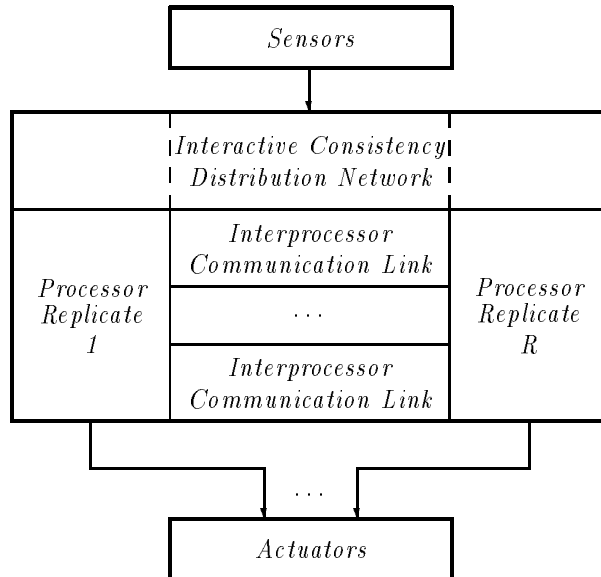 Sensors
Interactive Consistency
Distribution Network
Interprocessor
Communication Link
Processor
Replicate
1
. . .
Processor
Replicate
R
Interprocessor
Communication Link
. . .
Actuators